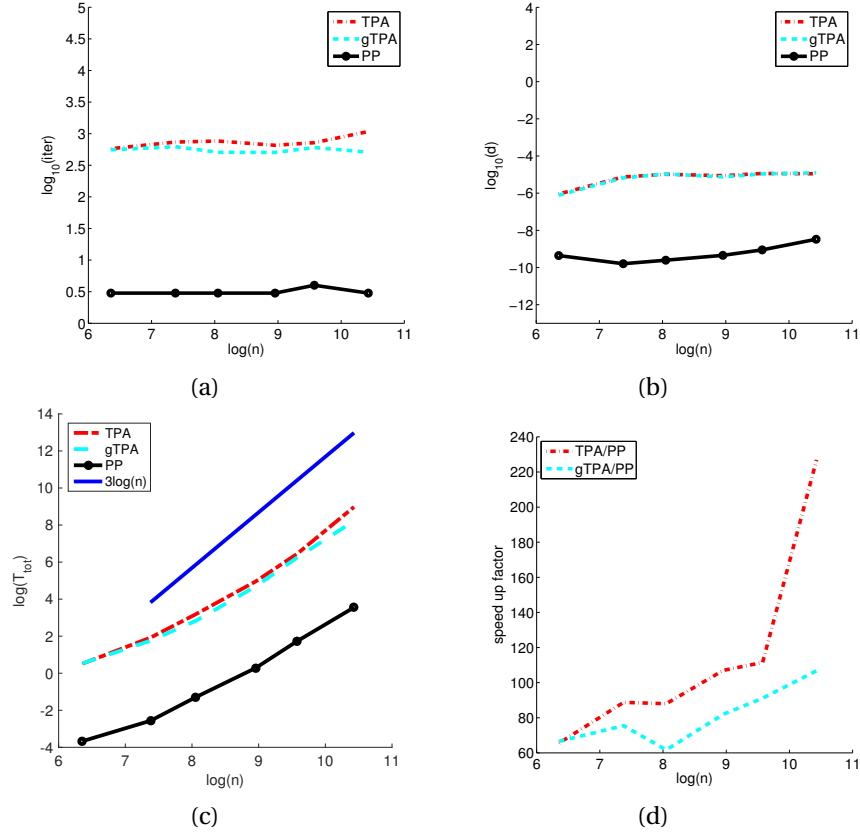 5
4.5
4
3.5
3
2.5
2
1.5
1
0.5
0
6 7 8 9 10 11
log10(iter)
log(n)
TPA
gTPA
PP
(a)
6
4
2
0
−2
−4
−6
−8
−10
−12
6 7 8 9 10 11
log10(d)
log(n)
TPA
gTPA
PP
(b)
14
12
10
8
6
4
2
0
-2
-4
6 7 8 9 10 11
log(Ttot)
log(n)
TPA
gTPA
PP
3log(n)
(c)
240
220
200
180
160
140
120
100
80
60
6 7 8 9 10 11
speed up factor
log(n)
TPA/PP
gTPA/PP
(d)